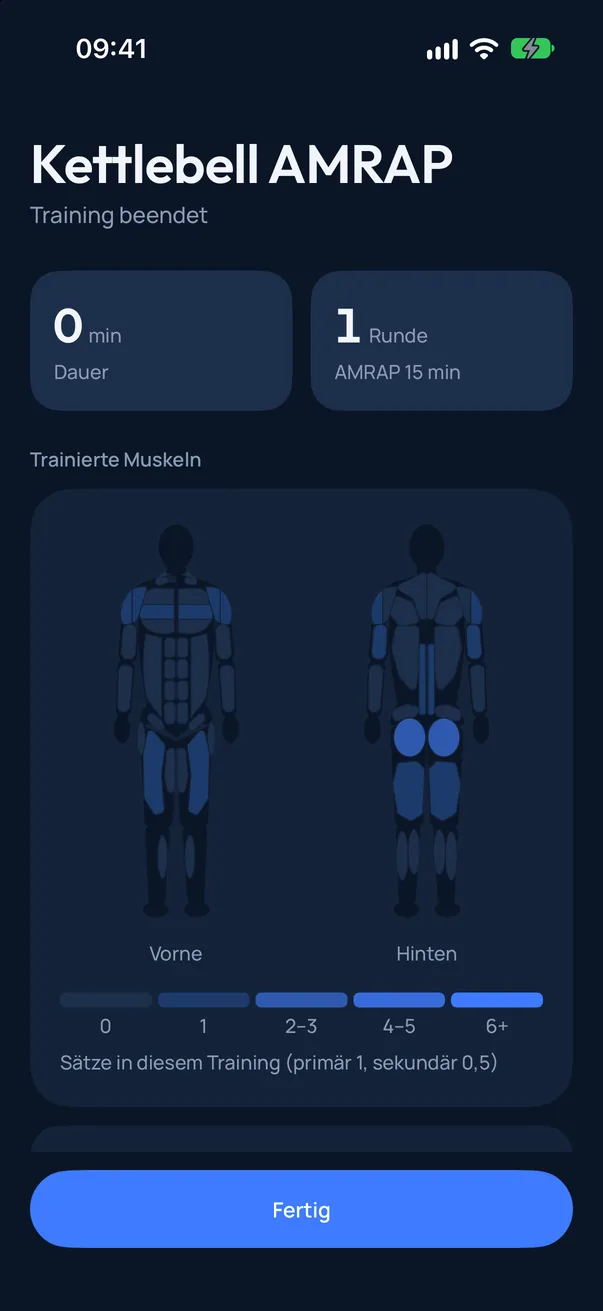 09:41
Kettlebell AMRAP
Training beendet
0 min
Dauer
1 Runde
AMRAP 15 min
Trainierte Muskeln
Vorne
Hinten
0
1
2–3
4–5
6+
Sätze in diesem Training (primär 1, sekundär 0,5)
Fertig